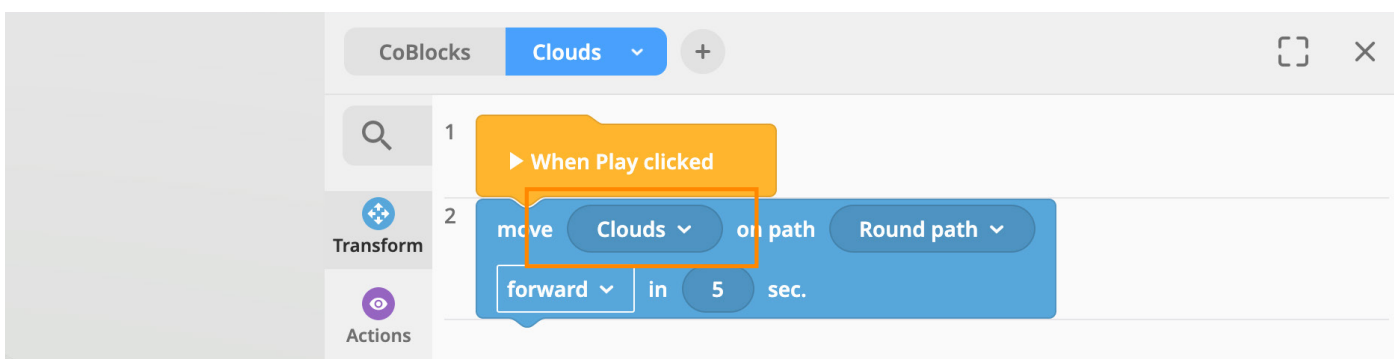 CoBlocks Clouds +
1 When Play clicked
2 move Clouds on path Round path
Transform
forward in 5 sec.
Actions